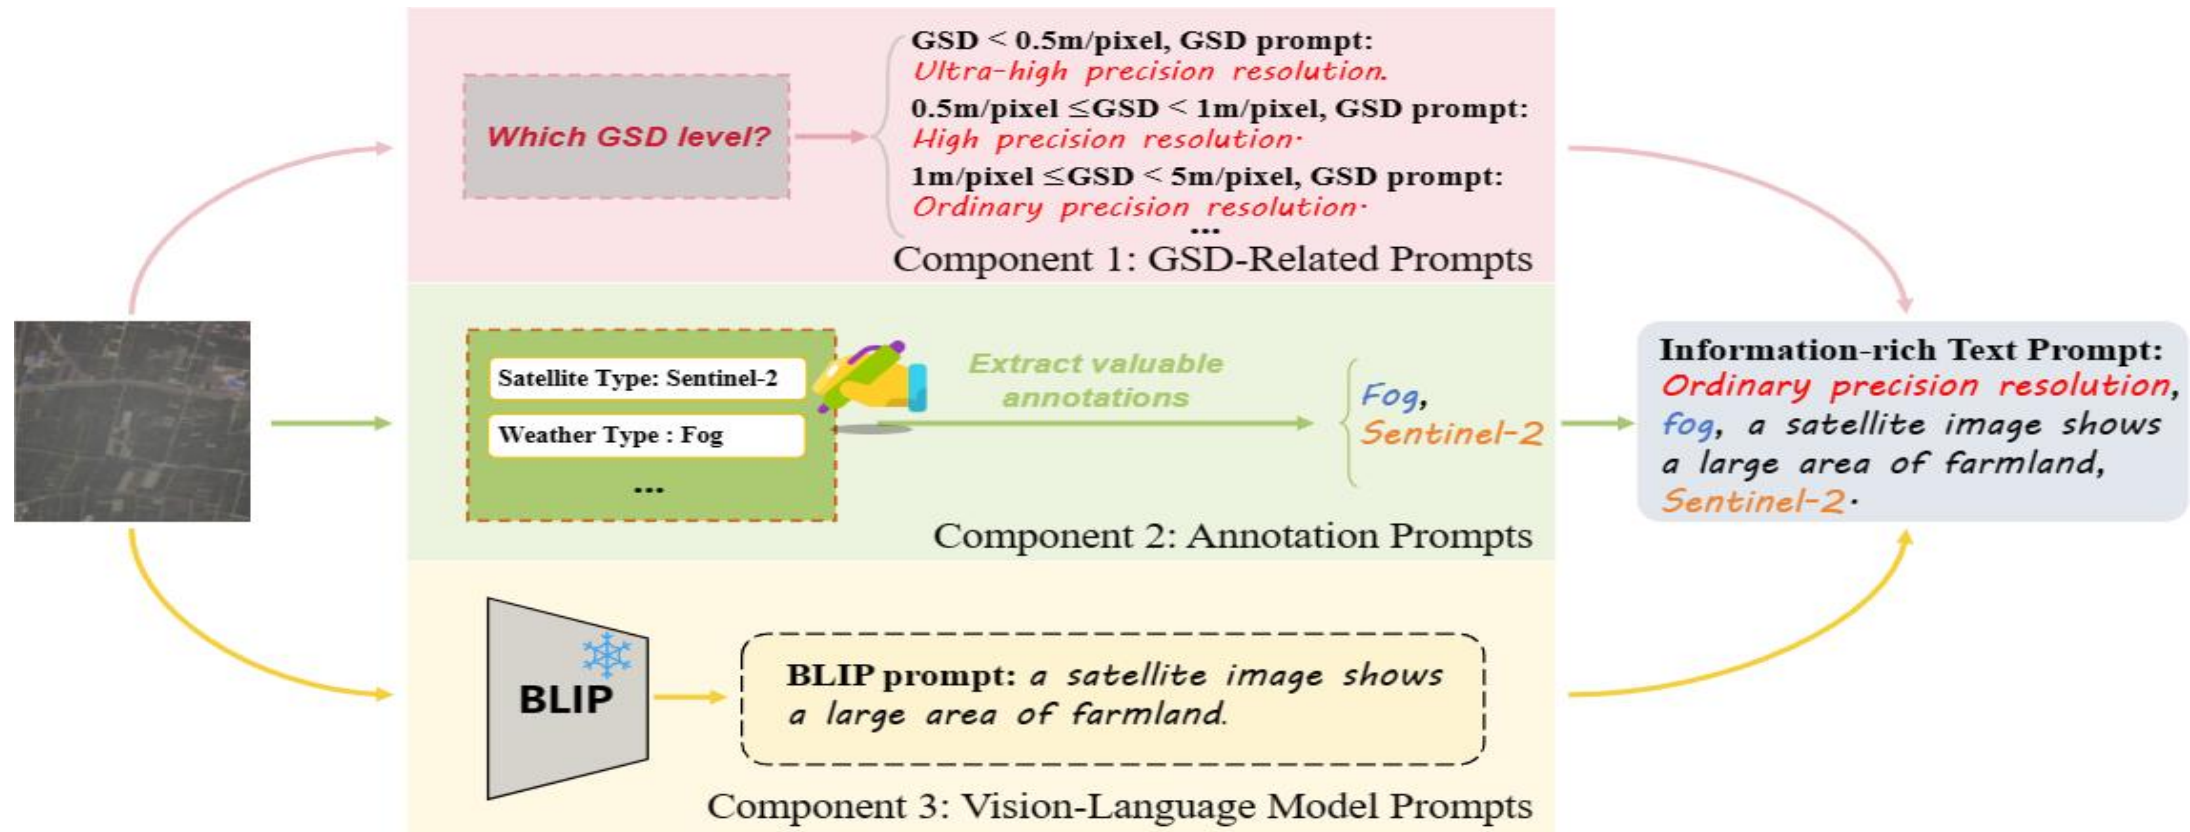 Which GSD level?
GSD < 0.5m/pixel, GSD prompt:
Ultra-high precision resolution.
0.5m/pixel ≤GSD < 1m/pixel, GSD prompt:
High precision resolution.
1m/pixel ≤GSD < 5m/pixel, GSD prompt:
Ordinary precision resolution.
...
Component 1: GSD-Related Prompts
Satellite Type: Sentinel-2
Weather Type : Fog
...
Extract valuable
annotations
Fog,
Sentinel-2
Component 2: Annotation Prompts
BLIP
BLIP prompt: a satellite image shows
a large area of farmland.
Component 3: Vision-Language Model Prompts
Information-rich Text Prompt:
Ordinary precision resolution,
fog, a satellite image shows
a large area of farmland,
Sentinel-2.